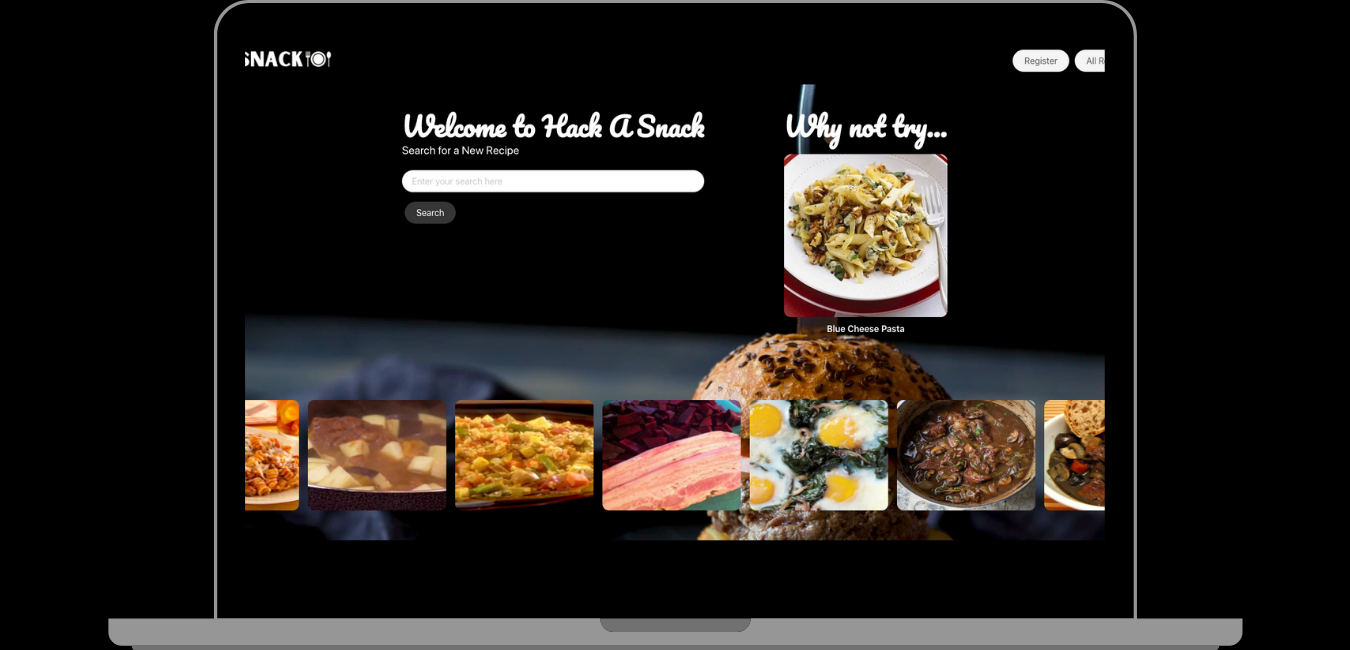 SNACK
Register
All R
Welcome to Hack A Snack
Search for a New Recipe
Enter your search here
Search
Why not try...
Blue Cheese Pasta